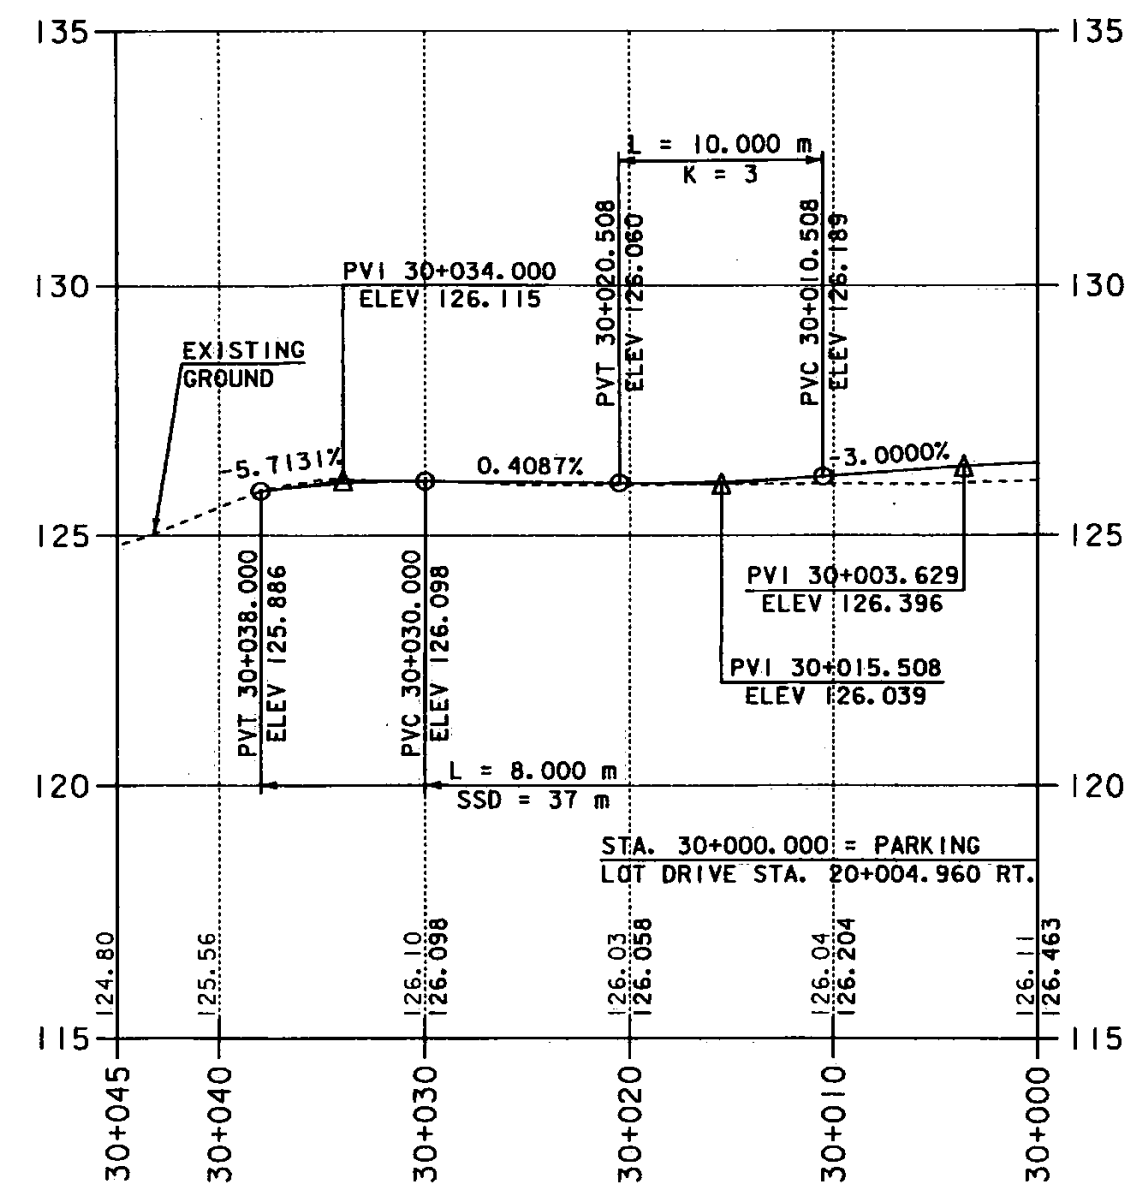 135
135
L = 10.000 m
K = 3
PVT 30+020.508
ELEV 126.060
PVC 30+010.508
ELEV 126.189
PVI 30+034.000
ELEV 126.115
130
130
EXISTING
GROUND
-5.7131%
0.4087%
-3.0000%
125
125
PVT 30+038.000
ELEV 125.886
PVC 30+030.000
ELEV 126.098
PVI 30+003.629
ELEV 126.396
PVI 30+015.508
ELEV 126.039
120
120
L = 8.000 m
SSD = 37 m
STA. 30+000.000 = PARKING
LOT DRIVE STA. 20+004.960 RT.
124.80
125.56
126.10
126.098
126.03
126.058
126.04
126.204
126.11
126.463
115
115
30+045
30+040
30+030
30+020
30+010
30+000